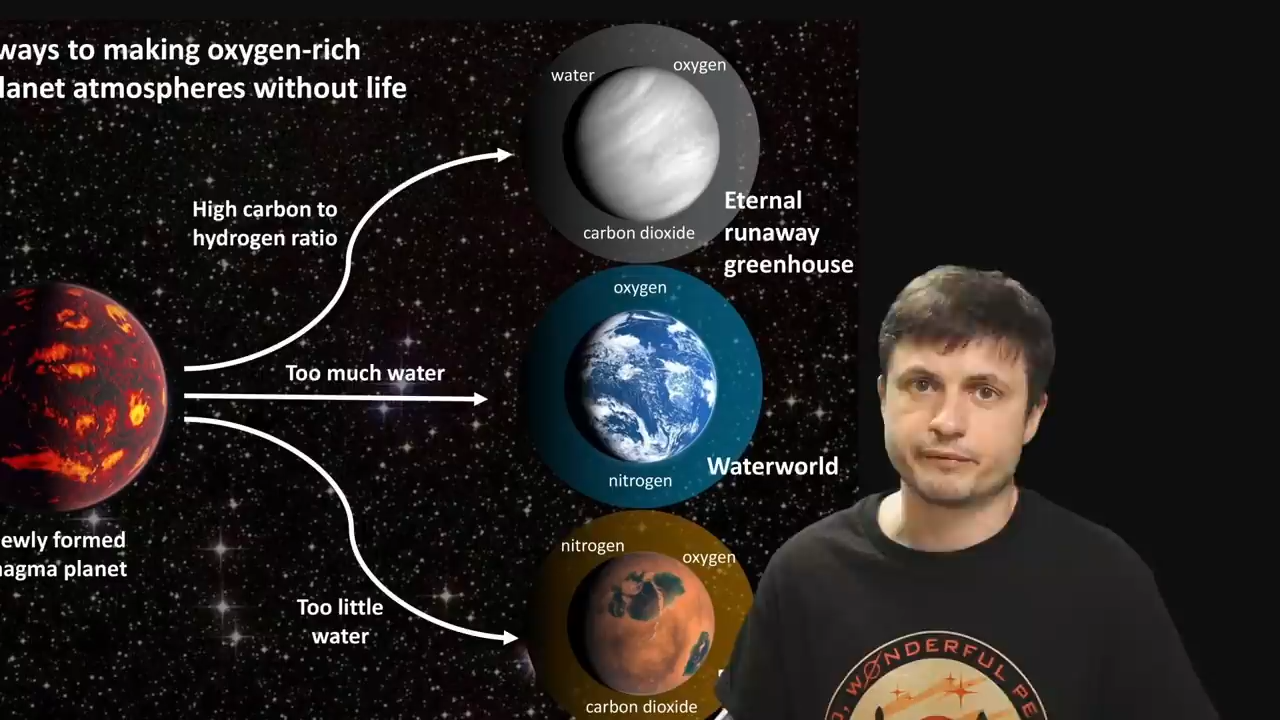 ways to making oxygen-rich
lanet atmospheres without life
water
oxygen
carbon dioxide
Eternal
runaway
greenhouse
High carbon to
hydrogen ratio
oxygen
nitrogen
Waterworld
Too much water
ewly formed
agma planet
Too little
water
nitrogen
oxygen
carbon dioxide
WØNDERFUL PE